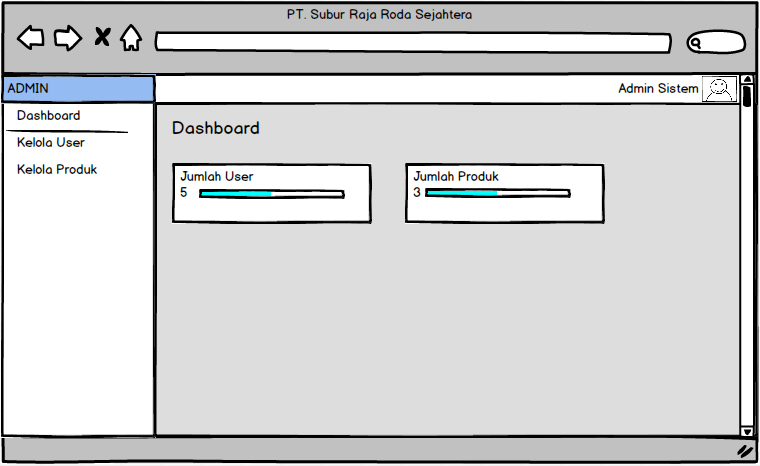 PT. Subur Raja Roda Sejahtera
ADMIN
Admin Sistem
Dashboard
Kelola User
Kelola Produk
Dashboard
Jumlah User
5
Jumlah Produk
3